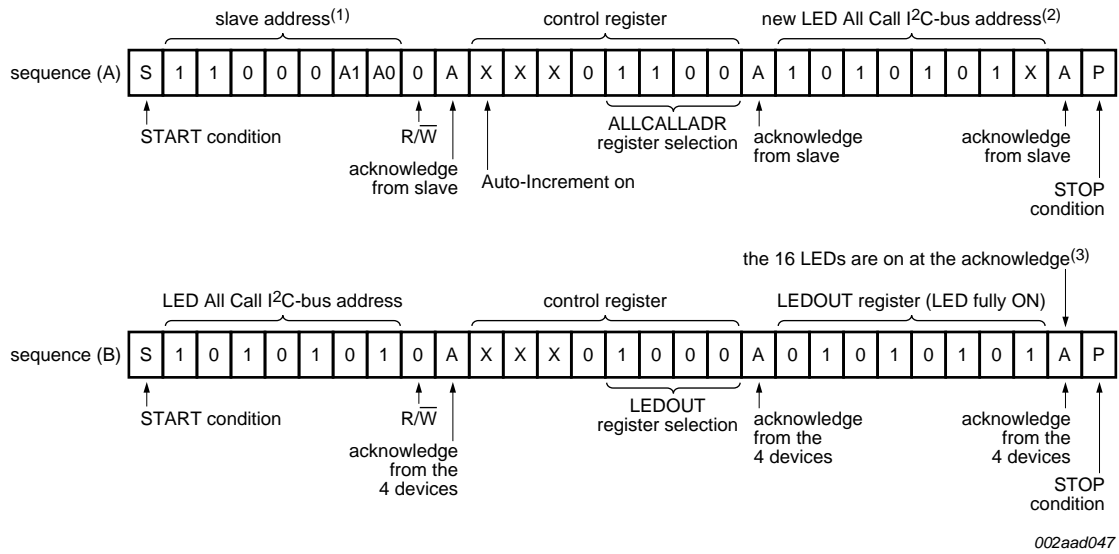 slave address(1) control register new LED All Call I2C-bus address(2)
sequence (A) S 1 1 0 0 0 A1 A0 0 A X X X 0 1 1 0 0 A 1 0 1 0 1 0 1 X A P
START condition R/W ALLCALLADR
register selection
acknowledge
from slave
Auto-Increment on
acknowledge
from slave
acknowledge
from slave
STOP
condition
the 16 LEDs are on at the acknowledge(3)
LED All Call I2C-bus address control register LEDOUT register (LED fully ON)
sequence (B) S 1 0 1 0 1 0 1 0 A X X X 0 1 0 0 0 A 0 1 0 1 0 1 0 1 A P
START condition R/W LEDOUT
register selection
acknowledge
from the
4 devices
acknowledge
from the
4 devices
acknowledge
from the
4 devices
STOP
condition
002aad047